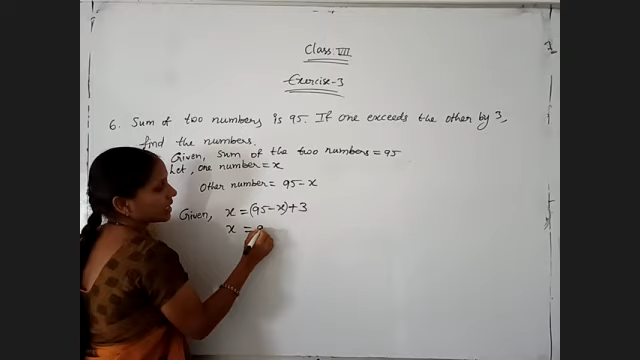 Class: VII
Exercise-3
6. Sum of two numbers is 95. If one exceeds the other by 3,
find the numbers.
Given, Sum of the two numbers = 95
Let, one number = x
Other number = 95 - x
Given, x = (95 - x) + 3
x =